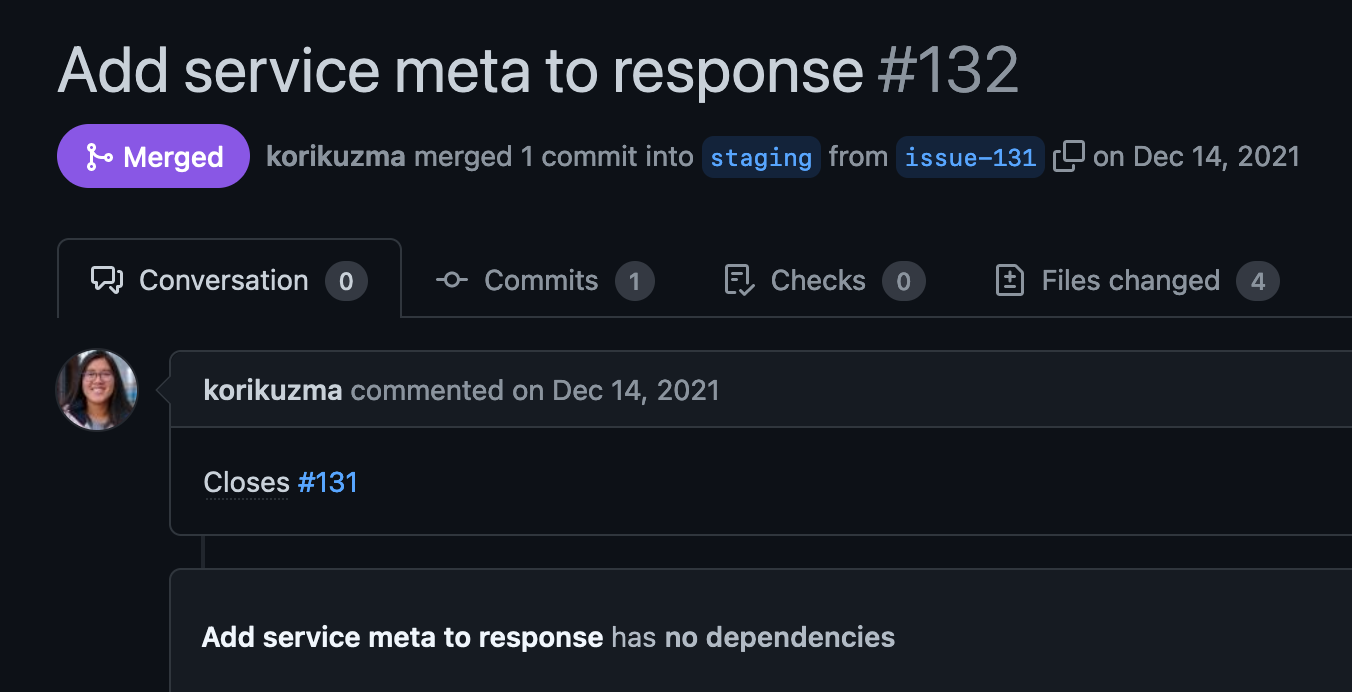 Add service meta to response #132
Merged korikuzma merged 1 commit into staging from issue-131 on Dec 14, 2021
Conversation 0 Commits 1 Checks 0 Files changed 4
korikuzma commented on Dec 14, 2021
Closes #131
Add service meta to response has no dependencies